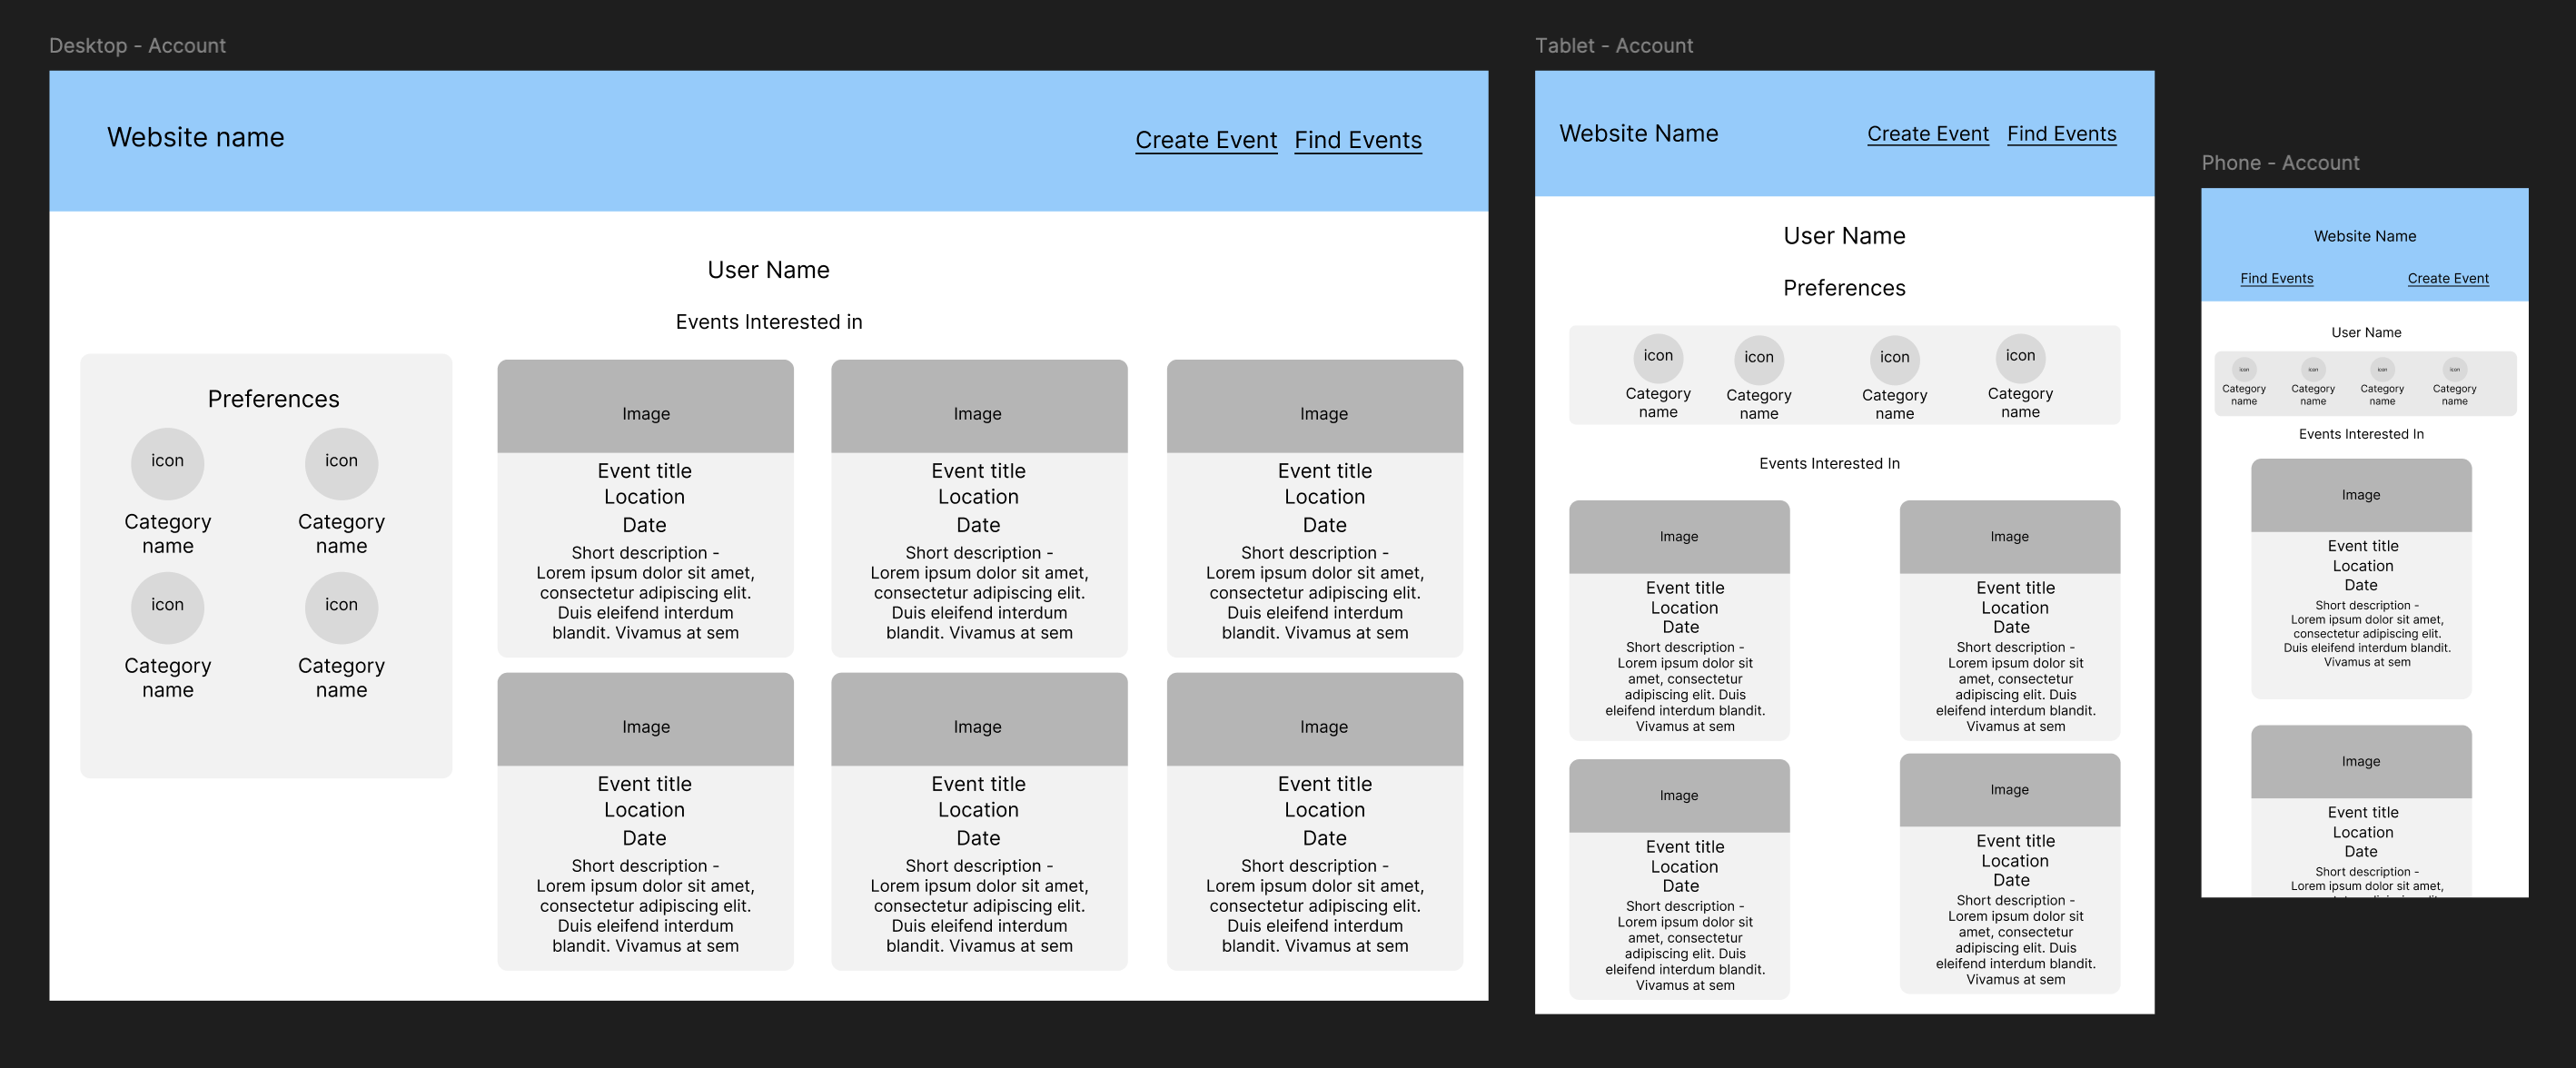 Desktop - Account
Website name
Create Event Find Events
User Name
Events Interested in
Preferences
icon icon
Category name
Category name
icon icon
Category name
Category name
Image
Event title
Location
Date
Short description -
Lorem ipsum dolor sit amet,
consectetur adipiscing elit.
Duis eleifend interdum
blandit. Vivamus at sem
Image
Event title
Location
Date
Short description -
Lorem ipsum dolor sit amet,
consectetur adipiscing elit.
Duis eleifend interdum
blandit. Vivamus at sem
Image
Event title
Location
Date
Short description -
Lorem ipsum dolor sit amet,
consectetur adipiscing elit.
Duis eleifend interdum
blandit. Vivamus at sem
Image
Event title
Location
Date
Short description -
Lorem ipsum dolor sit amet,
consectetur adipiscing elit.
Duis eleifend interdum
blandit. Vivamus at sem
Image
Event title
Location
Date
Short description -
Lorem ipsum dolor sit amet,
consectetur adipiscing elit.
Duis eleifend interdum
blandit. Vivamus at sem
Image
Event title
Location
Date
Short description -
Lorem ipsum dolor sit amet,
consectetur adipiscing elit.
Duis eleifend interdum
blandit. Vivamus at sem
Tablet - Account
Website Name
Create Event Find Events
User Name
Preferences
icon icon icon icon
Category name
Category name
Category name
Category name
Events Interested In
Image
Event title
Location
Date
Short description -
Lorem ipsum dolor sit
amet, consectetur
adipiscing elit. Duis
eleifend interdum blandit.
Vivamus at sem
Image
Event title
Location
Date
Short description -
Lorem ipsum dolor sit
amet, consectetur
adipiscing elit. Duis
eleifend interdum blandit.
Vivamus at sem
Image
Event title
Location
Date
Short description -
Lorem ipsum dolor sit
amet, consectetur
adipiscing elit. Duis
eleifend interdum blandit.
Vivamus at sem
Image
Event title
Location
Date
Short description -
Lorem ipsum dolor sit
amet, consectetur
adipiscing elit. Duis
eleifend interdum blandit.
Vivamus at sem
Phone - Account
Website Name
Find Events Create Event
User Name
icon icon icon icon
Category name
Category name
Category name
Category name
Events Interested In
Image
Event title
Location
Date
Short description -
Lorem ipsum dolor sit amet,
consectetur adipiscing elit.
Duis eleifend interdum blandit.
Vivamus at sem
Image
Event title
Location
Date
Short description -
Lorem ipsum dolor sit amet,